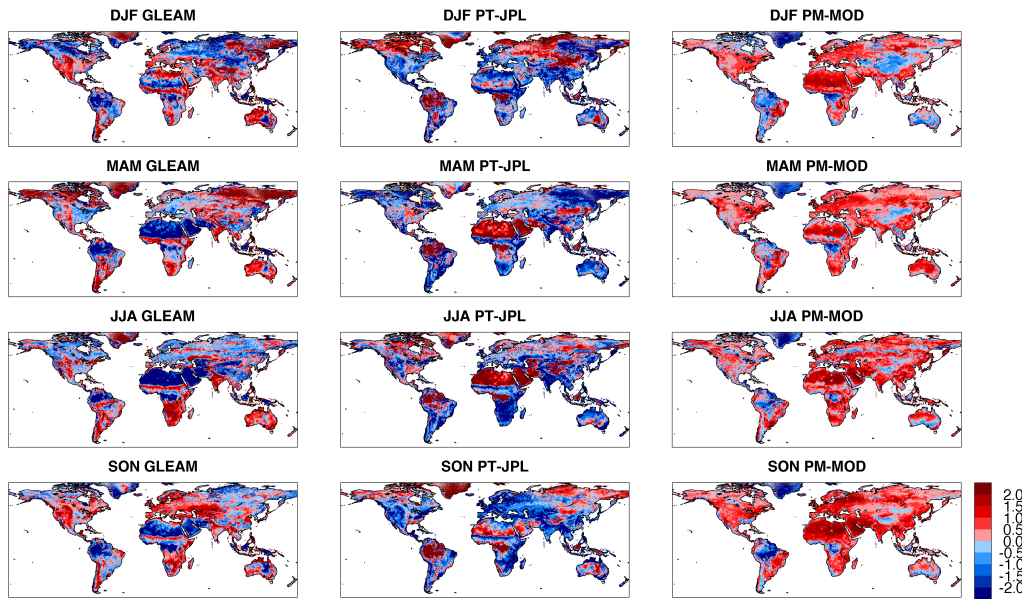 DJF GLEAM DJF PT-JPL DJF PM-MOD
MAM GLEAM MAM PT-JPL MAM PM-MOD
JJA GLEAM JJA PT-JPL JJA PM-MOD
SON GLEAM SON PT-JPL SON PM-MOD
2.0
1.5
1.0
0.5
0.0
-0.5
-1.0
-1.5
-2.0